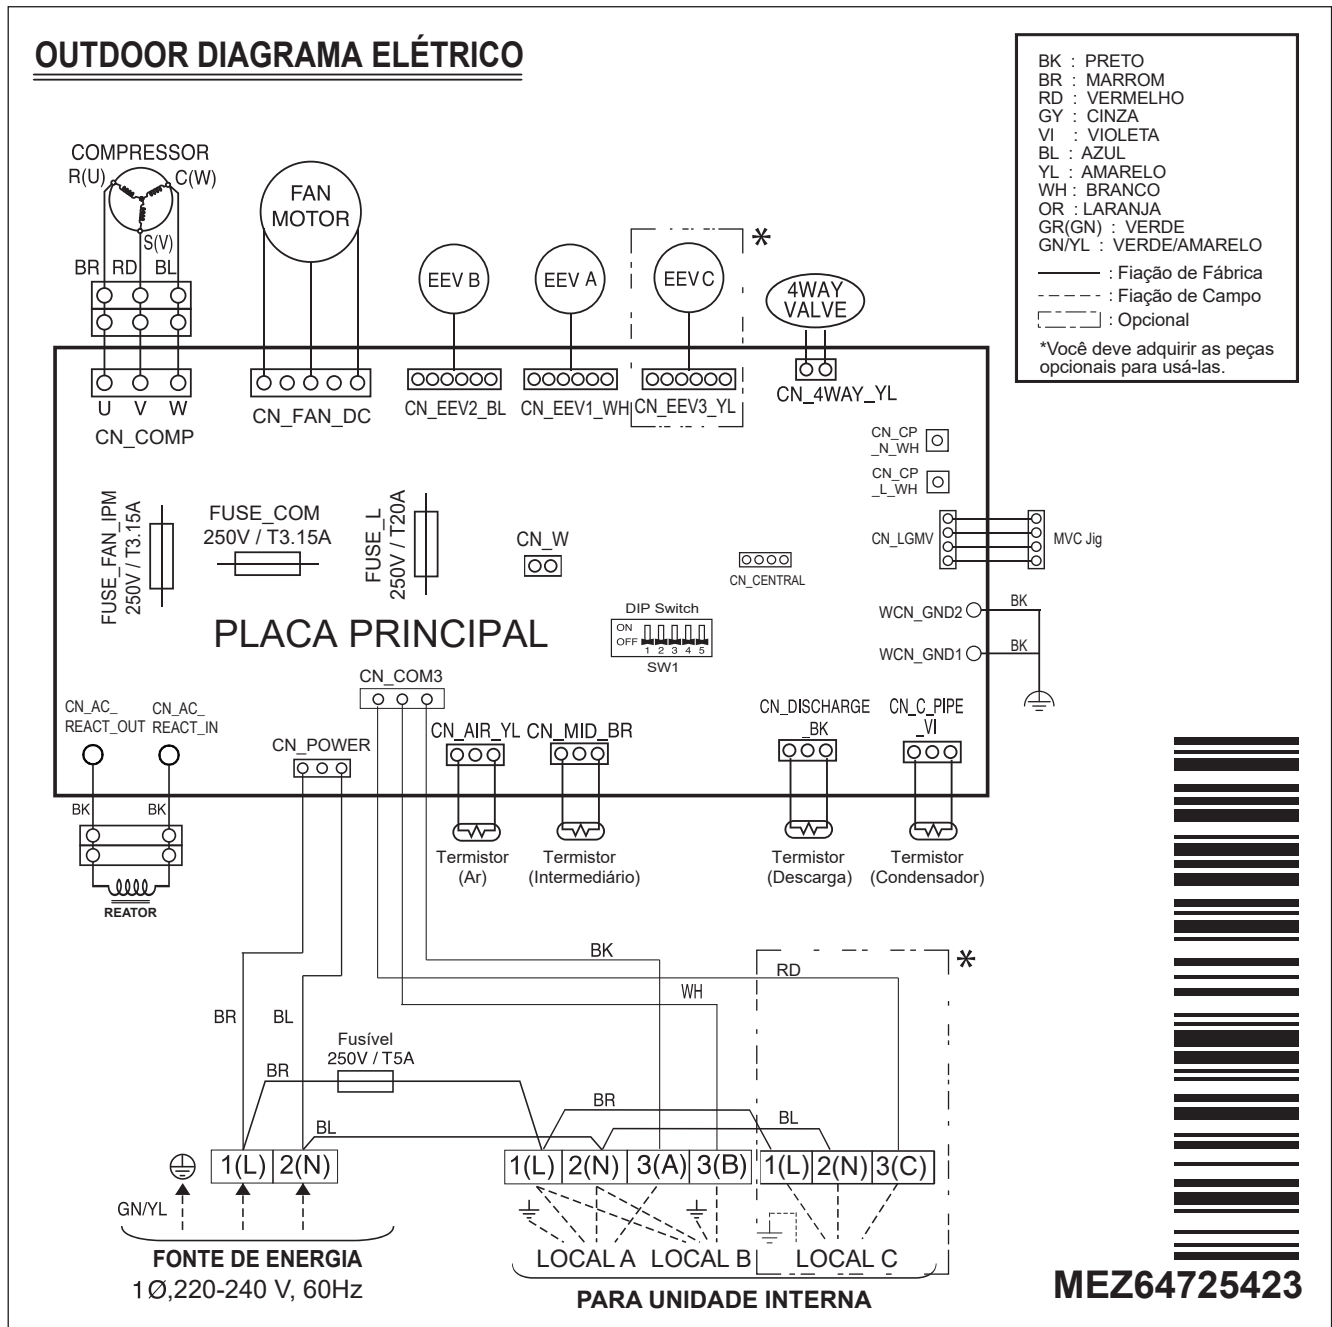 OUTDOOR DIAGRAMA ELÉTRICO
BK : PRETO
BR : MARROM
RD : VERMELHO
GY : CINZA
VI : VIOLETA
BL : AZUL
YL : AMARELO
WH : BRANCO
OR : LARANJA
GR(GN) : VERDE
GN/YL : VERDE/AMARELO
: Fiação de Fábrica
: Fiação de Campo
: Opcional
*Você deve adquirir as peças
opcionais para usá-las.
COMPRESSOR
R(U) C(W)
S(V)
BR RD BL
FAN
MOTOR
EEV B
EEV A
EEV C
*
4WAY
VALVE
U V W
CN_COMP
CN_FAN_DC
CN_EEV2_BL
CN_EEV1_WH
CN_EEV3_YL
CN_4WAY_YL
CN_CP
_N_WH
CN_CP
_L_WH
FUSE_FAN_IPM
250V / T3.15A
FUSE_COM
250V / T3.15A
FUSE_L
250V / T20A
CN_W
CN_CENTRAL
CN_LGMV
MVC Jig
DIP Switch
ON
OFF
1 2 3 4 5
SW1
PLACA PRINCIPAL
WCN_GND2
BK
WCN_GND1
BK
CN_COM3
CN_AC_
REACT_OUT
CN_AC_
REACT_IN
CN_POWER
CN_AIR_YL
CN_MID_BR
CN_DISCHARGE
_BK
CN_C_PIPE
_VI
BK BK
REATOR
Termistor
(Ar)
Termistor
(Intermediário)
Termistor
(Descarga)
Termistor
(Condensador)
BK
RD
*
WH
BR BL
Fusível
250V / T5A
BR
BR
BL
BL
1(L) 2(N)
1(L) 2(N) 3(A) 3(B) 1(L) 2(N) 3(C)
GN/YL
FONTE DE ENERGIA
1Ø,220-240 V, 60Hz
LOCAL A LOCAL B LOCAL C
PARA UNIDADE INTERNA
MEZ64725423